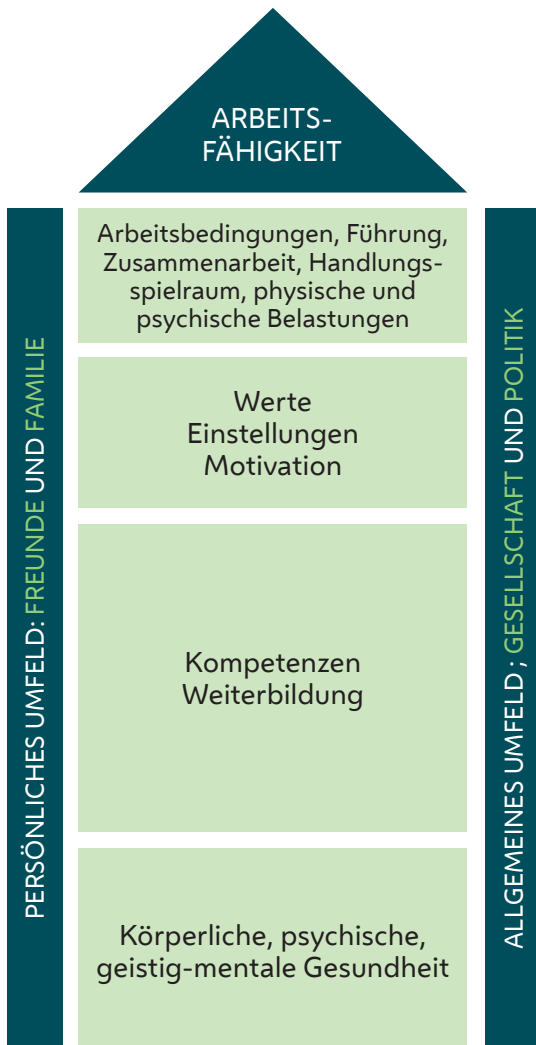 ARBEITS-
FÄHIGKEIT
Arbeitsbedingungen, Führung,
Zusammenarbeit, Handlungs-
spielraum, physische und
psychische Belastungen
Werte
Einstellungen
Motivation
Kompetenzen
Weiterbildung
Körperliche, psychische,
geistig-mentale Gesundheit
PERSÖNLICHES UMFELD: FREUNDE UND FAMILIE
ALLGEMEINES UMFELD ; GESELLSCHAFT UND POLITIK